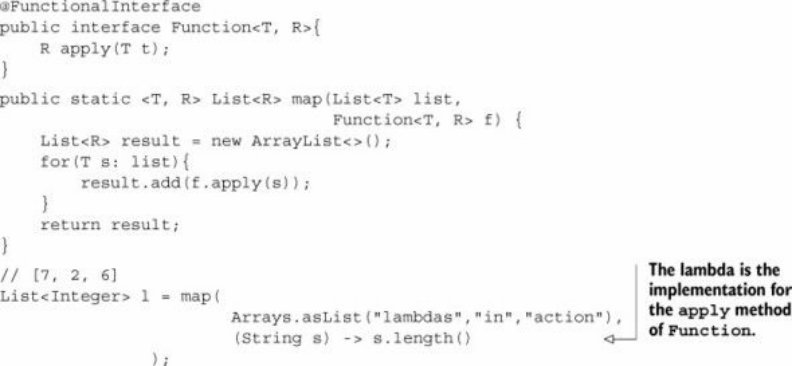 @FunctionalInterface
public interface Function<T, R>{
    R apply(T t);
}
public static <T, R> List<R> map(List<T> list,
                                 Function<T, R> f) {
    List<R> result = new ArrayList<>();
    for(T s: list){
        result.add(f.apply(s));
    }
    return result;
}
// [7, 2, 6]
List<Integer> l = map(
                       Arrays.asList("lambdas","in","action"),
                       (String s) -> s.length()
               );
The lambda is the
implementation for
the apply method
of Function.